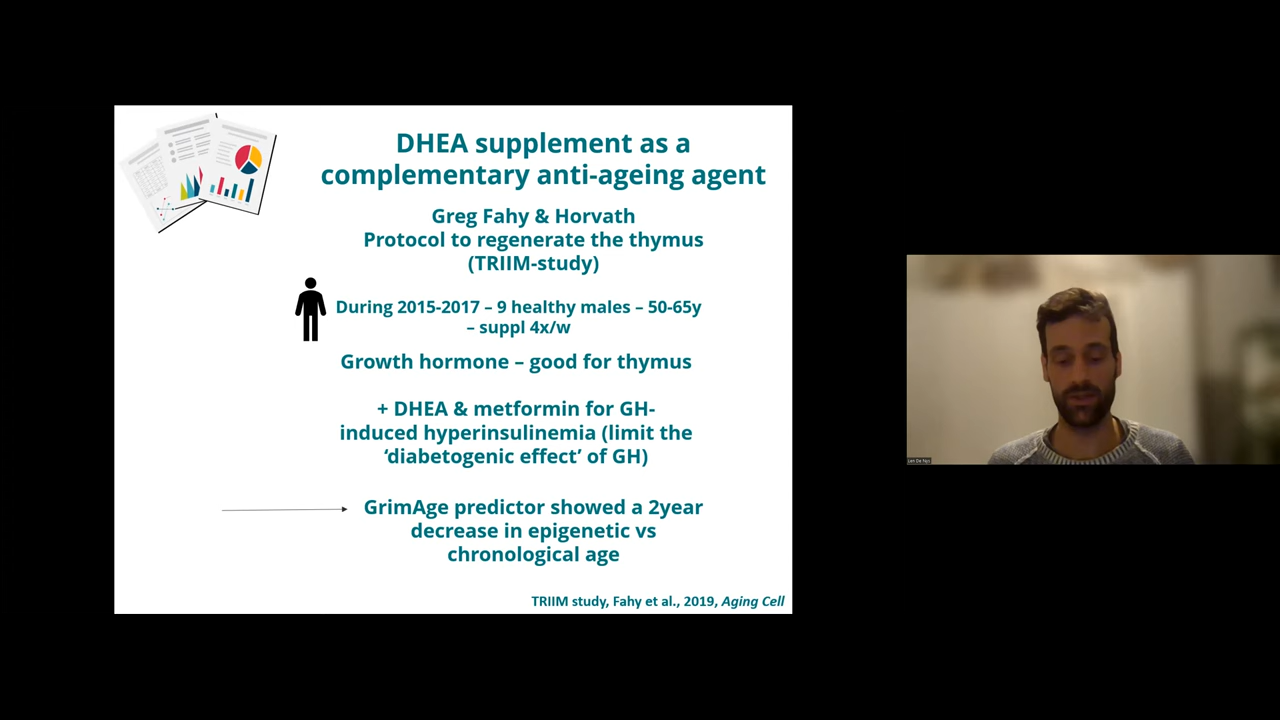 DHEA supplement as a
complementary anti-ageing agent
Greg Fahy & Horvath
Protocol to regenerate the thymus
(TRIIM-study)
During 2015-2017 – 9 healthy males – 50-65y
– suppl 4x/w
Growth hormone – good for thymus
+ DHEA & metformin for GH-
induced hyperinsulinemia (limit the
‘diabetogenic effect’ of GH)
GrimAge predictor showed a 2year
decrease in epigenetic vs
chronological age
TRIIM study, Fahy et al., 2019, Aging Cell